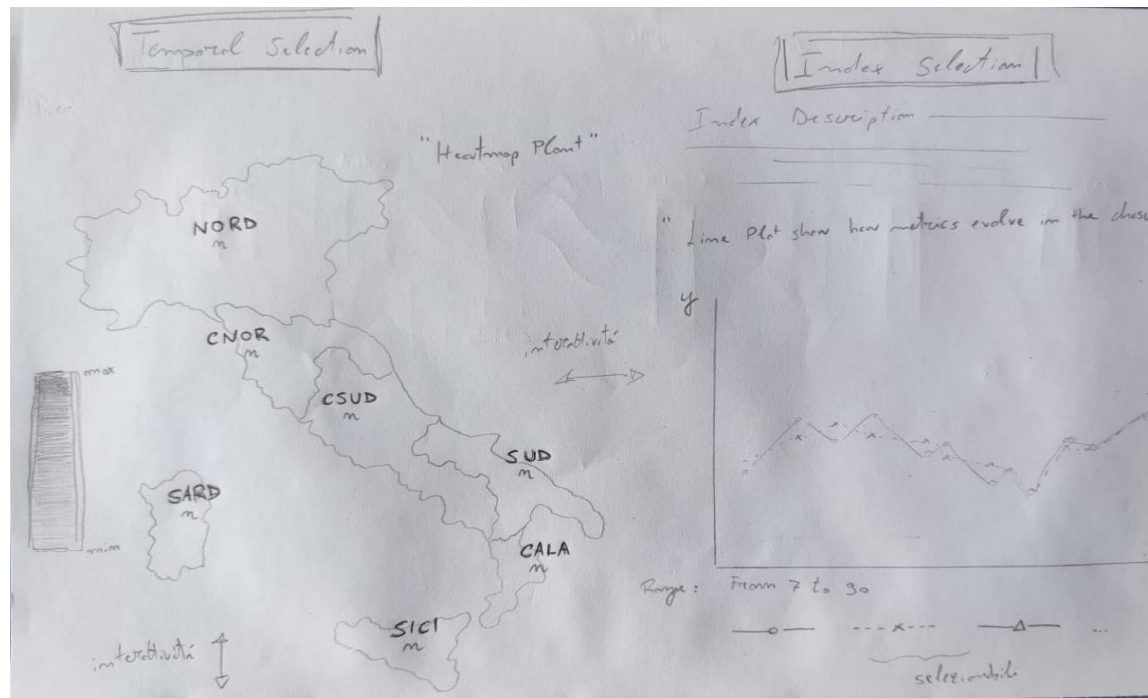 Temporal Selection
"Heatmap Plant"
NORD
n
CNOR
n
CSUD
n
SUD
n
SARD
n
CALA
n
SICI
n
max
min
interattività
interattività
Index Selection
Index Description
" Line Plot show how metrics evolve in the
y
Range: From 7 to 30
o x Δ ...
selezionabili